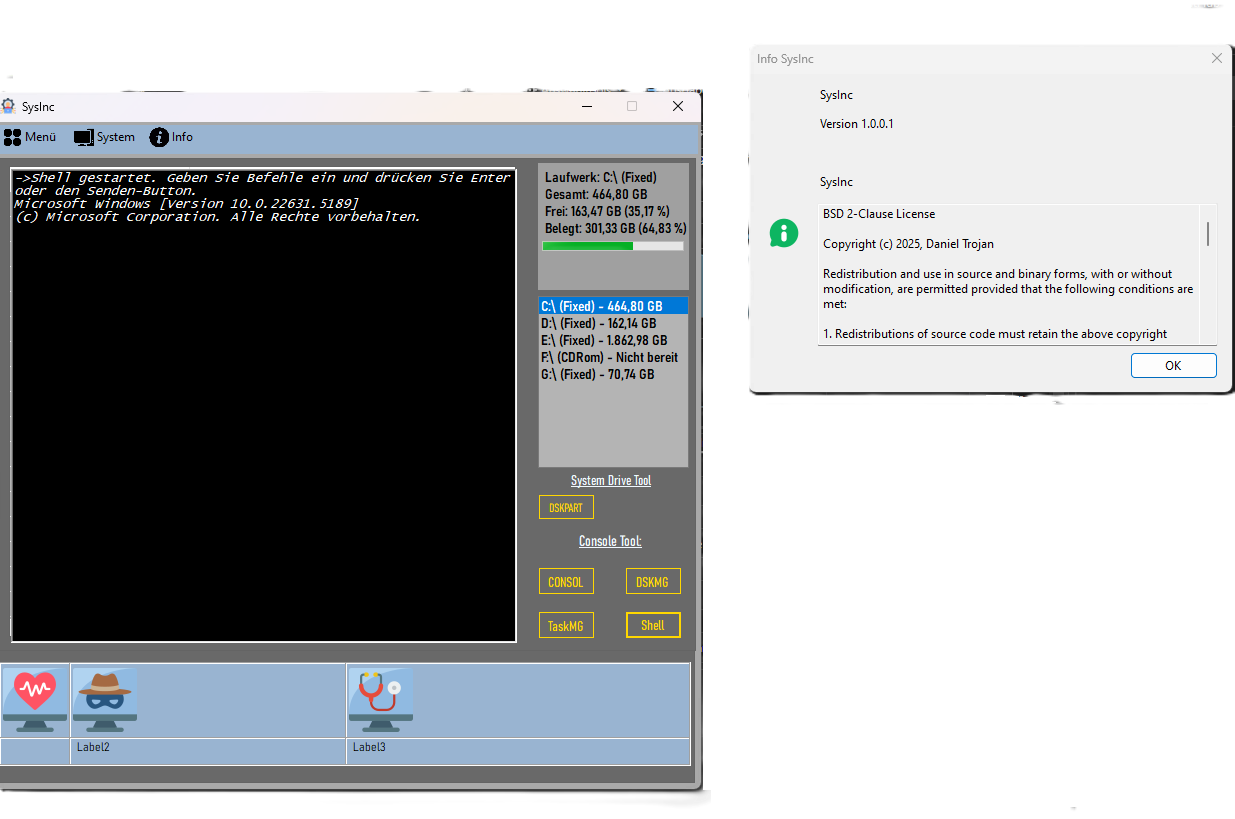 SysInc
Menü System Info
->Shell gestartet. Geben Sie Befehle ein und drücken Sie Enter
oder den Senden-Button.
Microsoft Windows [Version 10.0.22631.5189]
(c) Microsoft Corporation. Alle Rechte vorbehalten.
Laufwerk: C:\ (Fixed)
Gesamt: 464,80 GB
Frei: 163,47 GB (35,17 %)
Belegt: 301,33 GB (64,83 %)
C:\ (Fixed) - 464,80 GB
D:\ (Fixed) - 162,14 GB
E:\ (Fixed) - 1.862,98 GB
F:\ (CDRom) - Nicht bereit
G:\ (Fixed) - 70,74 GB
System Drive Tool
DSKPART
Console Tool:
CONSOL DSKMG
TaskMG Shell
Label2 Label3
Info SysInc
SysInc
Version 1.0.0.1
SysInc
BSD 2-Clause License
Copyright (c) 2025, Daniel Trojan
Redistribution and use in source and binary forms, with or without
modification, are permitted provided that the following conditions are
met:
1. Redistributions of source code must retain the above copyright
OK